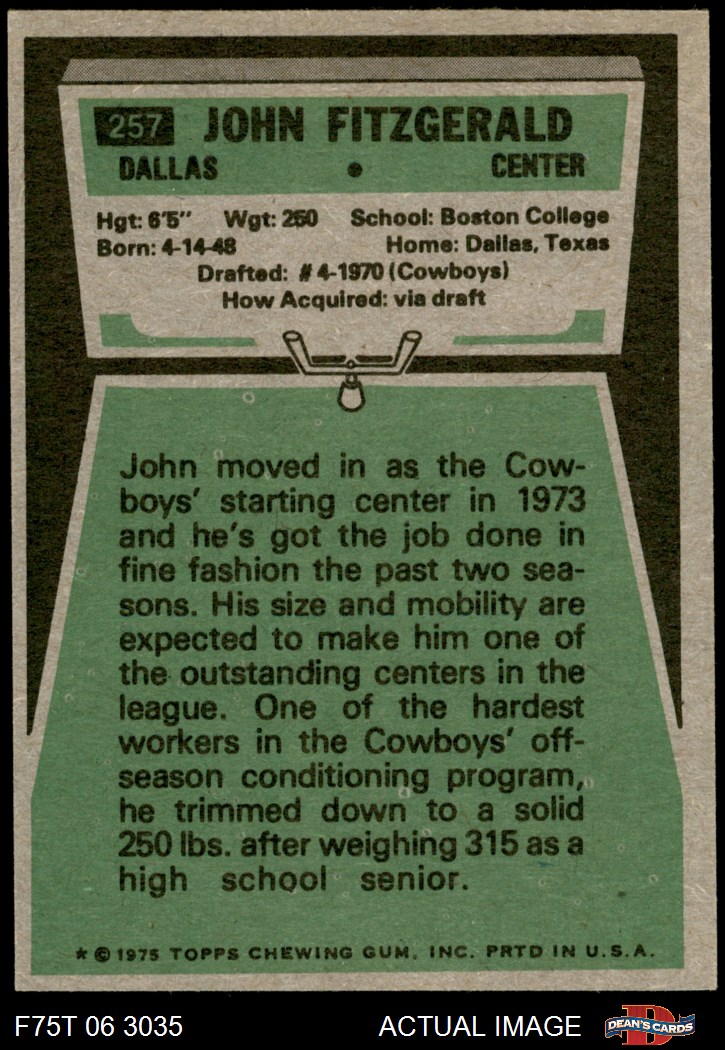 257 JOHN FITZGERALD
DALLAS • CENTER
Hgt: 6'5" Wgt: 250 School: Boston College
Born: 4-14-48 Home: Dallas, Texas
Drafted: #4-1970 (Cowboys)
How Acquired: via draft
John moved in as the Cow-
boys' starting center in 1973
and he's got the job done in
fine fashion the past two sea-
sons. His size and mobility are
expected to make him one of
the outstanding centers in the
league. One of the hardest
workers in the Cowboys' off-
season conditioning program,
he trimmed down to a solid
250 lbs. after weighing 315 as a
high school senior.
* © 1975 TOPPS CHEWING GUM, INC. PRTD IN U.S.A.
F75T 06 3035 ACTUAL IMAGE DEAN'S CARDS